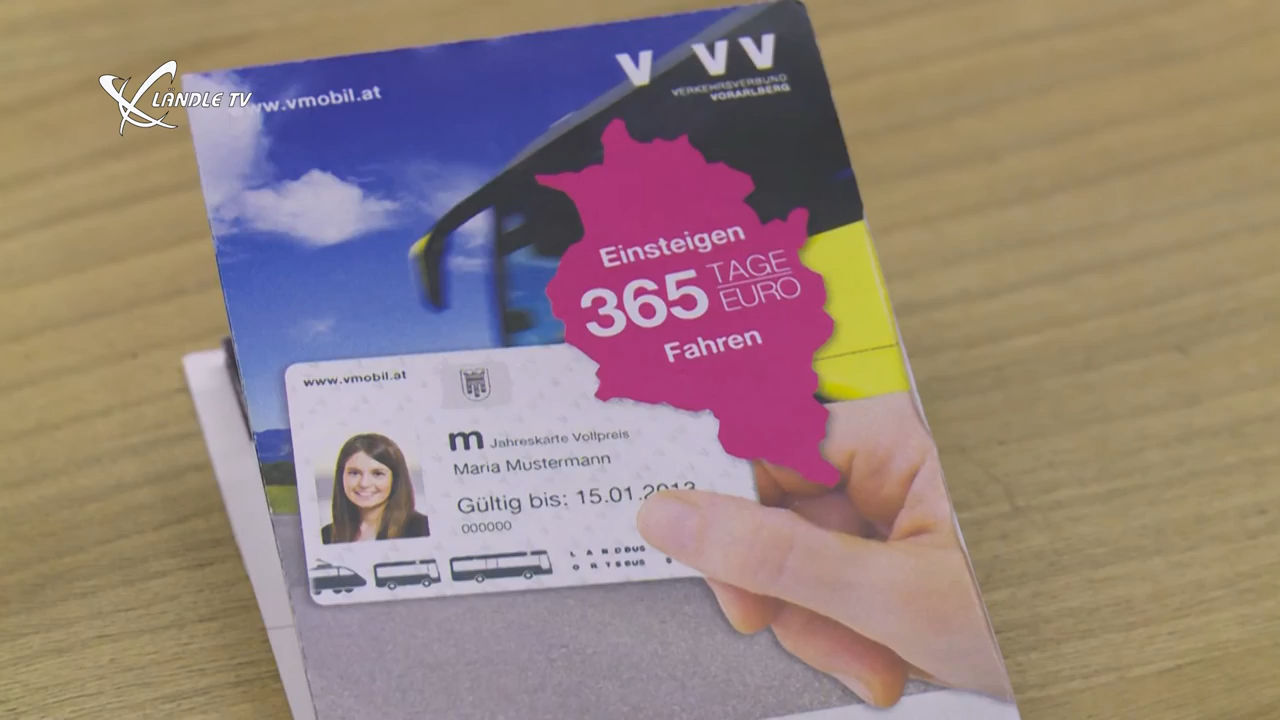 LÄNDLE TV
www.vmobil.at
V VV
VERKEHRSVERBUND
VORARLBERG
Einsteigen
365 TAGE
EURO
Fahren
www.vmobil.at
m Jahreskarte Vollpreis
Maria Mustermann
Gültig bis: 15.01.2013
000000
LANDBUS
ORTSBUS S